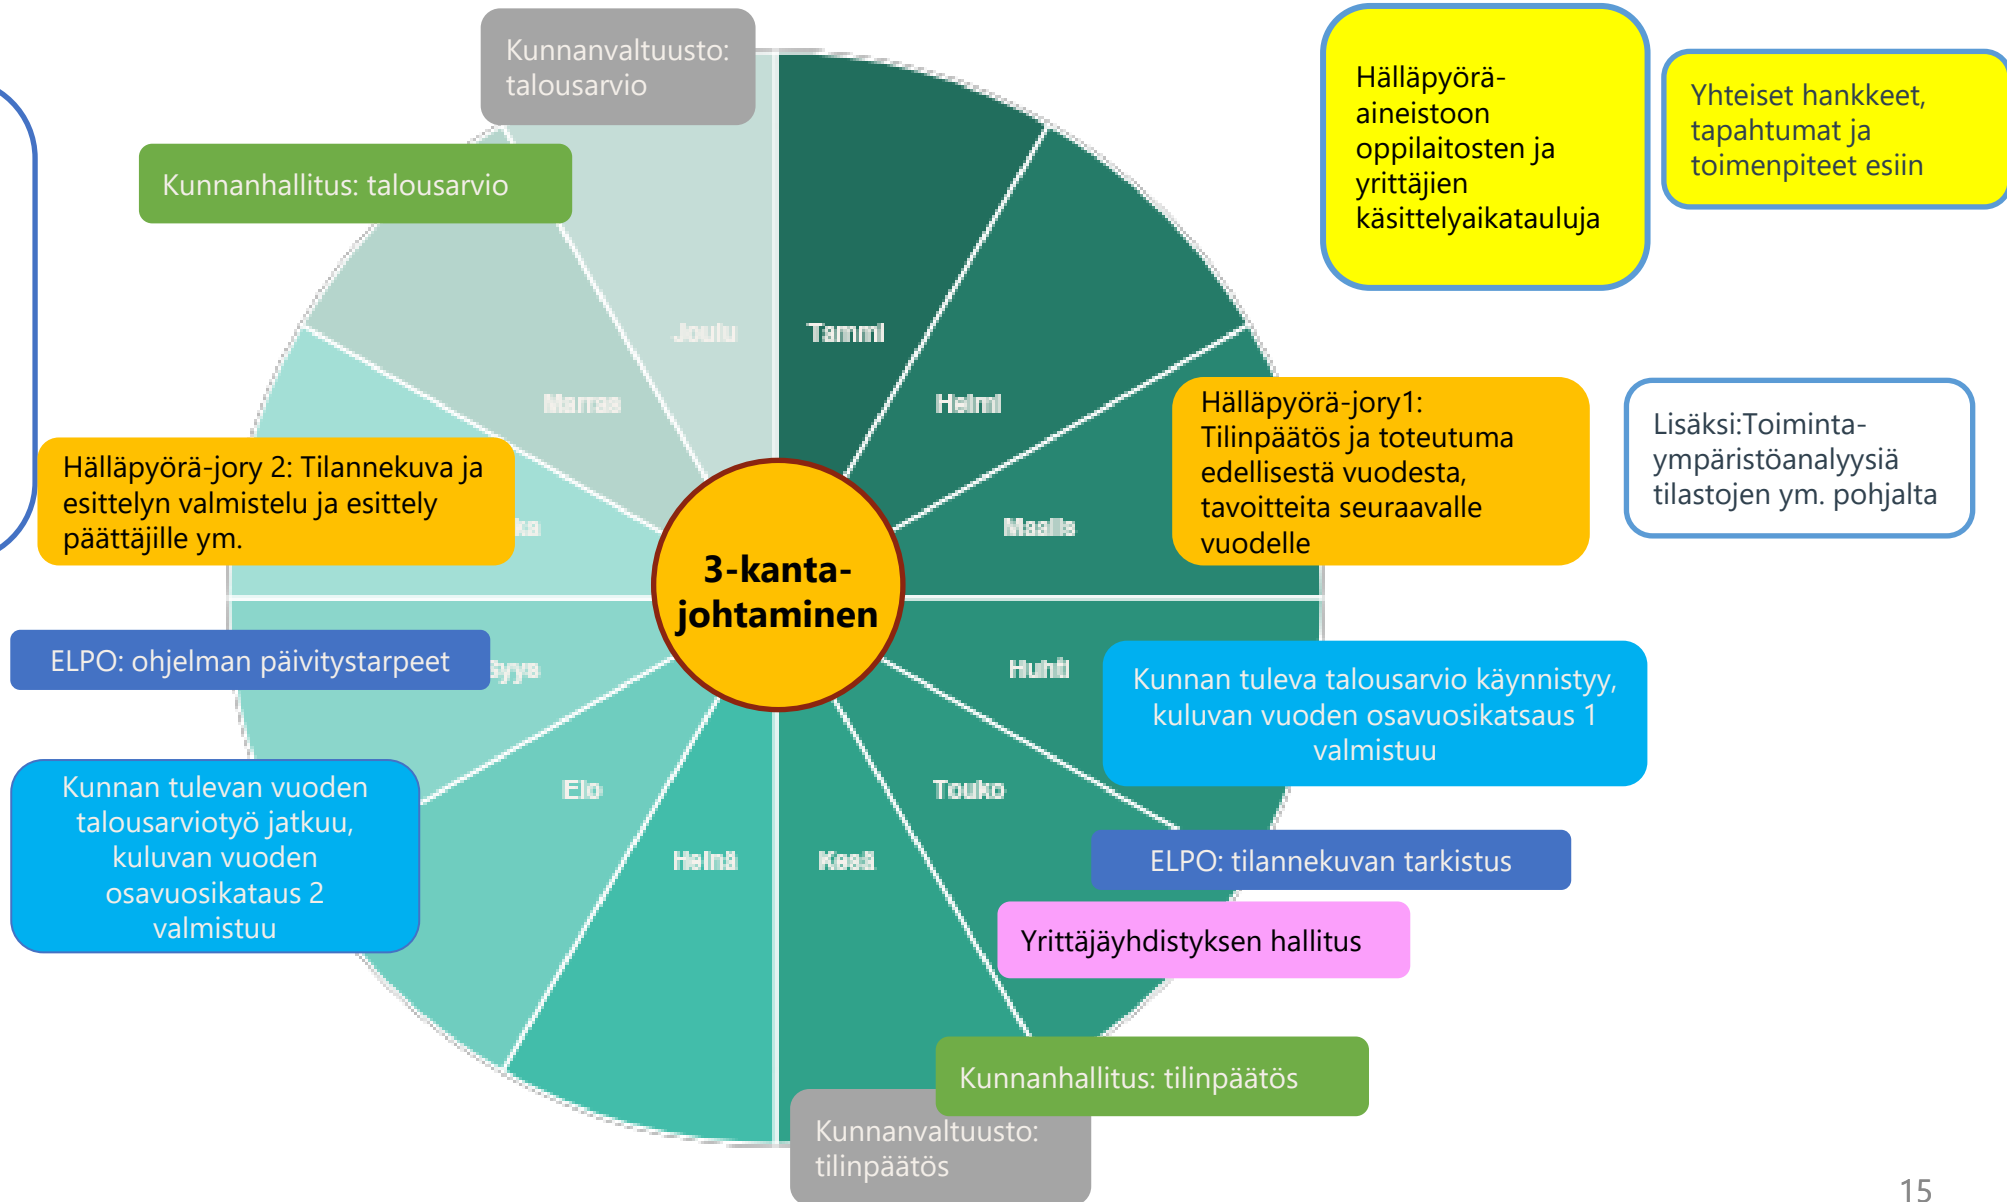 Kunnanvaltuusto:
talousarvio
Kunnanhallitus: talousarvio
Hälläpyörä-
aineistoon
oppilaitosten ja
yrittäjien
käsittelyaikatauluja
Yhteiset hankkeet,
tapahtumat ja
toimenpiteet esiin
Joulu
Tammi
Marras
Helmi
Hälläpyörä-jory1:
Tilinpäätös ja toteutuma
edellisestä vuodesta,
tavoitteita seuraavalle
vuodelle
Lisäksi:Toiminta-
ympäristöanalyysiä
tilastojen ym. pohjalta
Hälläpyörä-jory 2: Tilannekuva ja
esittelyn valmistelu ja esittely
päättäjille ym.
ka
Maalis
3-kanta-
johtaminen
ELPO: ohjelman päivitystarpeet
Syys
Huhti
Kunnan tuleva talousarvio käynnistyy,
kuluvan vuoden osavuosikatsaus 1
valmistuu
Kunnan tulevan vuoden
talousarviotyö jatkuu,
kuluvan vuoden
osavuosikataus 2
valmistuu
Elo
Touko
Heinä
Kesä
ELPO: tilannekuvan tarkistus
Yrittäjäyhdistyksen hallitus
Kunnanhallitus: tilinpäätös
Kunnanvaltuusto:
tilinpäätös
15